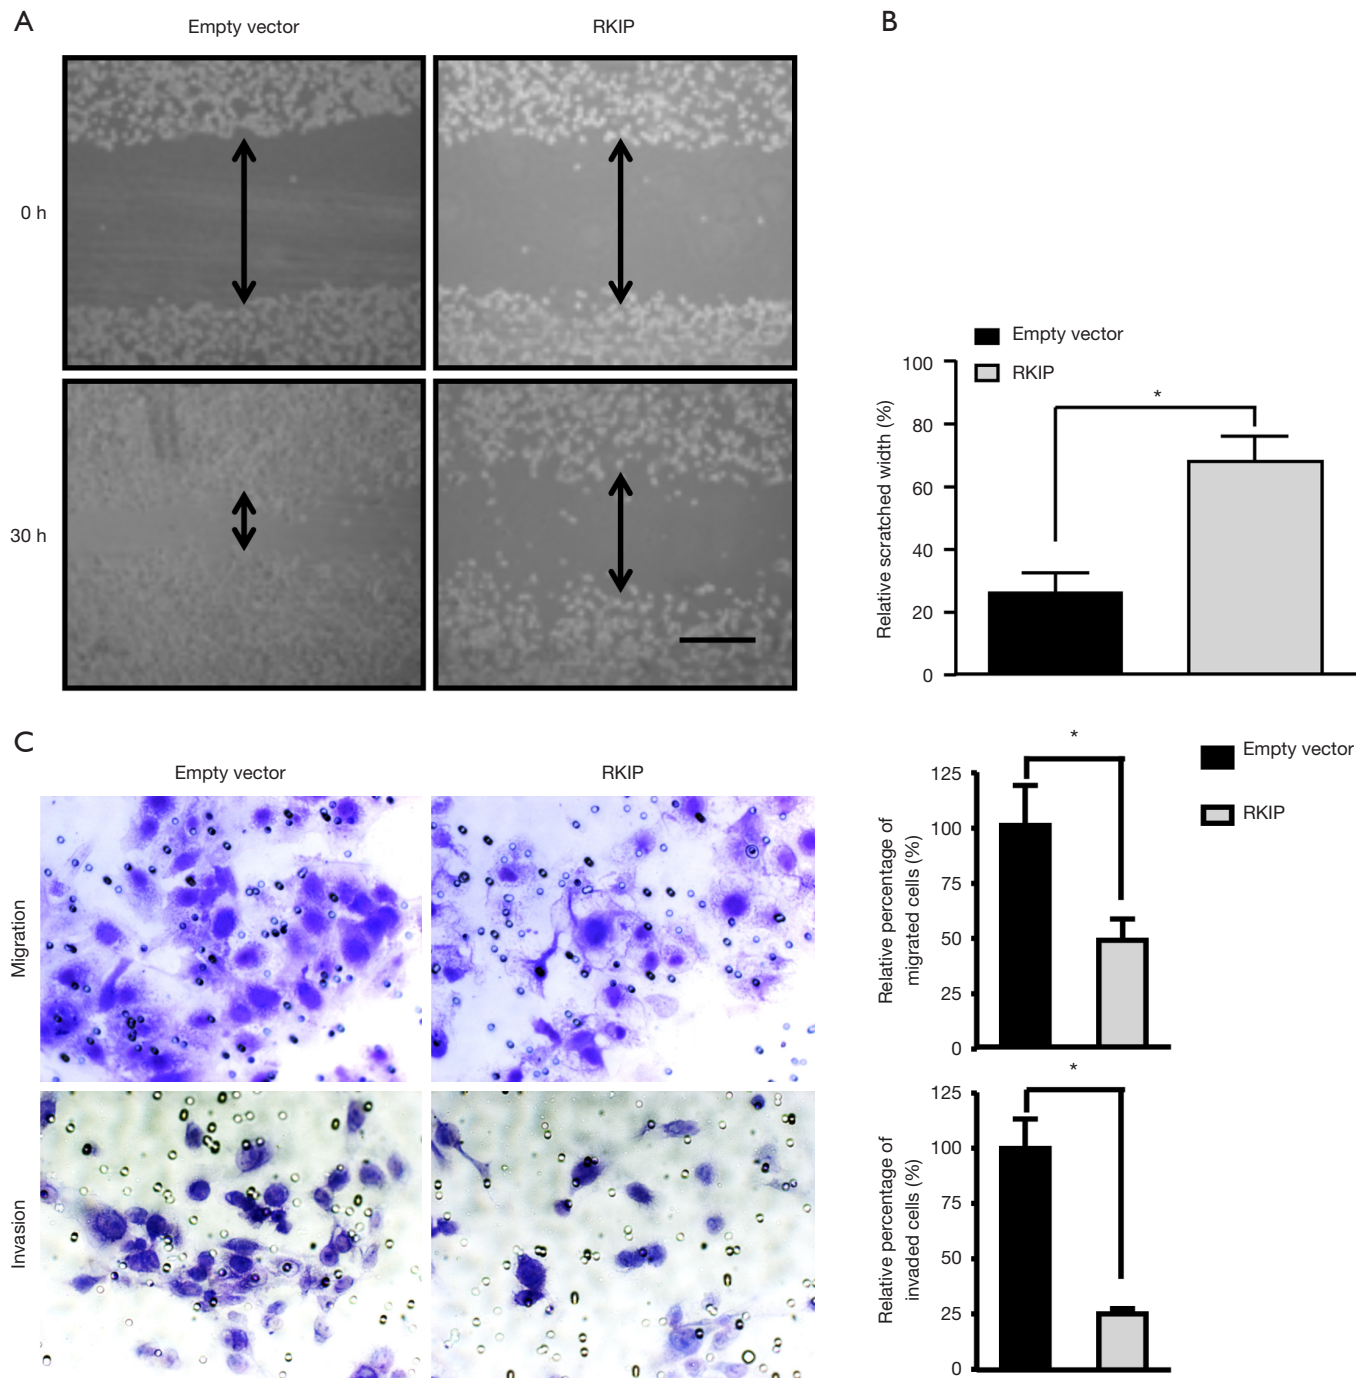 A
Empty vector
RKIP
0 h
30 h
B
Empty vector
RKIP
*
Relative scratched width (%)
100
80
60
40
20
0
C
Empty vector
RKIP
Migration
Invasion
*
Empty vector
RKIP
Relative percentage of
migrated cells (%)
125
100
75
50
25
0
*
Relative percentage of
invaded cells (%)
125
100
75
50
25
0